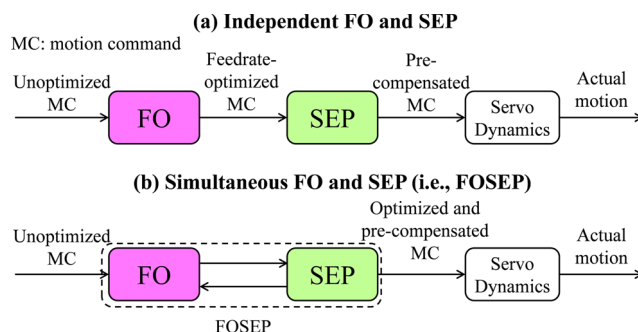 (a) Independent FO and SEP
MC: motion command
Unoptimized
MC
FO
Feedrate-
optimized
MC
SEP
Pre-
compensated
MC
Servo
Dynamics
Actual
motion
(b) Simultaneous FO and SEP (i.e., FOSEP)
Unoptimized
MC
FO
SEP
Optimized and
pre-compensated
MC
Servo
Dynamics
Actual
motion
FOSEP